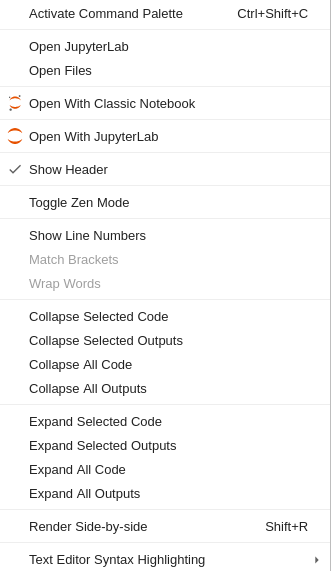 Activate Command Palette Ctrl+Shift+C
Open JupyterLab
Open Files
Open With Classic Notebook
Open With JupyterLab
Show Header
Toggle Zen Mode
Show Line Numbers
Match Brackets
Wrap Words
Collapse Selected Code
Collapse Selected Outputs
Collapse All Code
Collapse All Outputs
Expand Selected Code
Expand Selected Outputs
Expand All Code
Expand All Outputs
Render Side-by-side Shift+R
Text Editor Syntax Highlighting